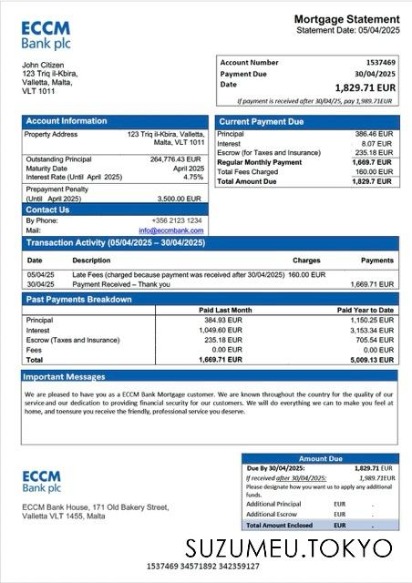 ECCM
Bank plc
Mortgage Statement
Statement Date: 05/04/2025
John Citizen
123 Triq il-Kbira,
Valletta, Malta,
VLT 1011
Account Number 1537469
Payment Due 30/04/2025
Date
1,829.71 EUR
If payment is received after 30/04/25, pay 1,989.71EUR
Account Information
Property Address 123 Triq il-Kbira, Valletta,
Malta, VLT 1011
Outstanding Principal 264,776.43 EUR
Maturity Date April 2025
Interest Rate (Until April 2025) 4.75%
Prepayment Penalty
(Until April 2025) 3,500.00 EUR
Contact Us
By Phone: +356 2123 1234
Mail: info@eccmbank.com
Current Payment Due
Principal 386.46 EUR
Interest 8.07 EUR
Escrow (for Taxes and Insurance) 235.18 EUR
Regular Monthly Payment 1,669.7 EUR
Total Fees Charged 160.00 EUR
Total Amount Due 1,829.7 EUR
Transaction Activity (05/04/2025 – 30/04/2025)
Date Description Charges Payments
05/04/25 Late Fees (charged because payment was received after 30/04/2025) 160.00 EUR
30/04/25 Payment Received – Thank you 1,669.71 EUR
Past Payments Breakdown
Paid Last Month Paid Year to Date
Principal 384.93 EUR 1,150.25 EUR
Interest 1,049.60 EUR 3,153.34 EUR
Escrow (Taxes and Insurance) 235.18 EUR 705.54 EUR
Fees 0.00 EUR 0.00 EUR
Total 1,669.71 EUR 5,009.13 EUR
Important Messages
We are pleased to have you as a ECCM Bank Mortgage customer. We are known throughout the country for the quality of our
service and our dedication to providing financial security for our customers. We will do everything we can to make you feel at
home, and toensure you receive the friendly, professional service you deserve.
ECCM
Bank plc
ECCM Bank House, 171 Old Bakery Street,
Valletta VLT 1455, Malta
Amount Due
Due By 30/04/2025: 1,829.71 EUR
If received after 30/04/2025: 1,989.71EUR
Please designate how you want us to apply any additional
funds.
Additional Principal EUR .
Additional Escrow EUR .
Total Amount Enclosed EUR .
SUZUMEU.TOKYO
1537469 34571892 342359127